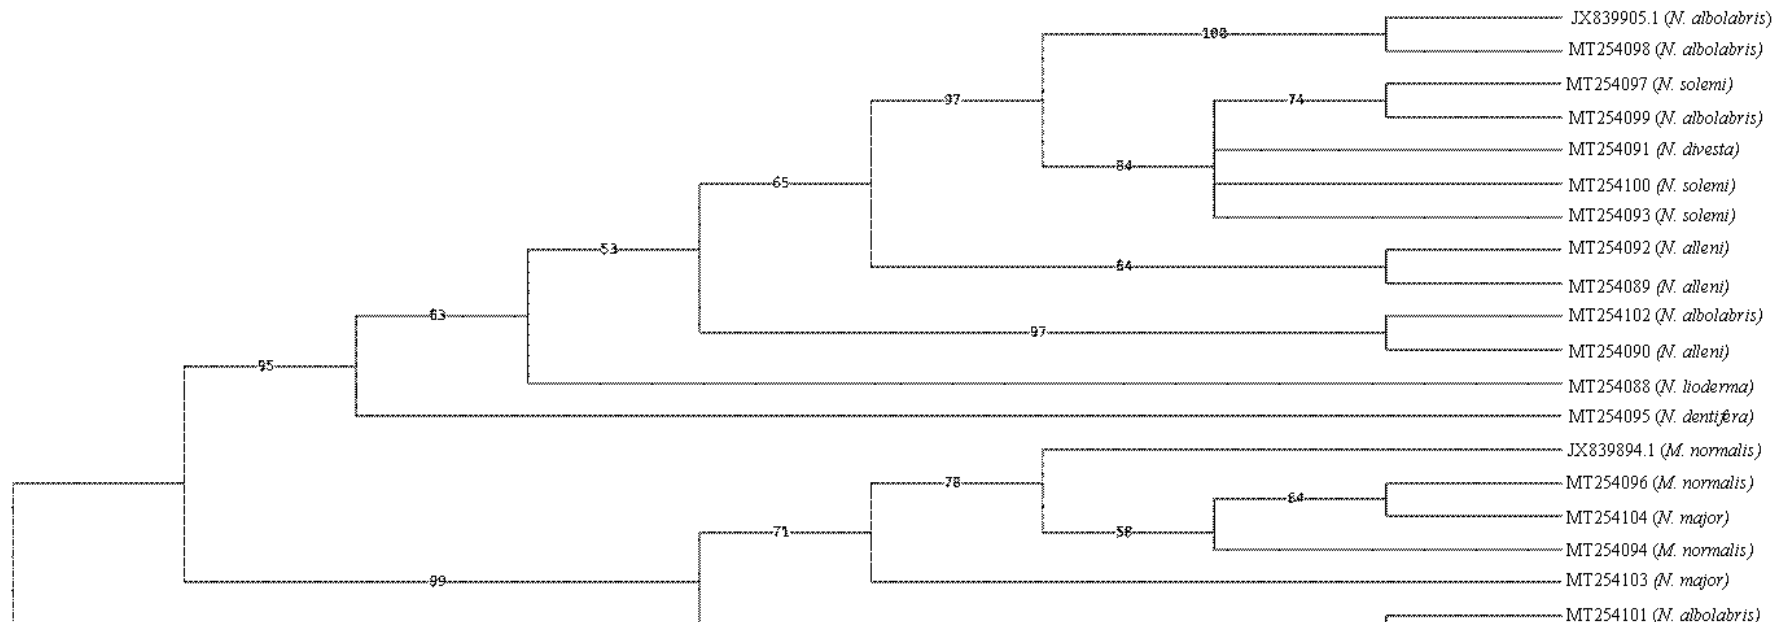 JX839905.1 (N. albolabris)
100
MT254098 (N. albolabris)
MT254097 (N. solemi)
97
74
MT254099 (N. albolabris)
MT254091 (N. divesta)
84
65
MT254100 (N. solemi)
MT254093 (N. solemi)
53
MT254092 (N. alleni)
64
MT254089 (N. alleni)
63
MT254102 (N. albolabris)
97
MT254090 (N. alleni)
95
MT254088 (N. lioderma)
MT254095 (N. dentifera)
JX839894.1 (M. normalis)
78
MT254096 (M. normalis)
64
MT254104 (N. major)
71
58
MT254094 (M. normalis)
99
MT254103 (N. major)
MT254101 (N. albolabris)